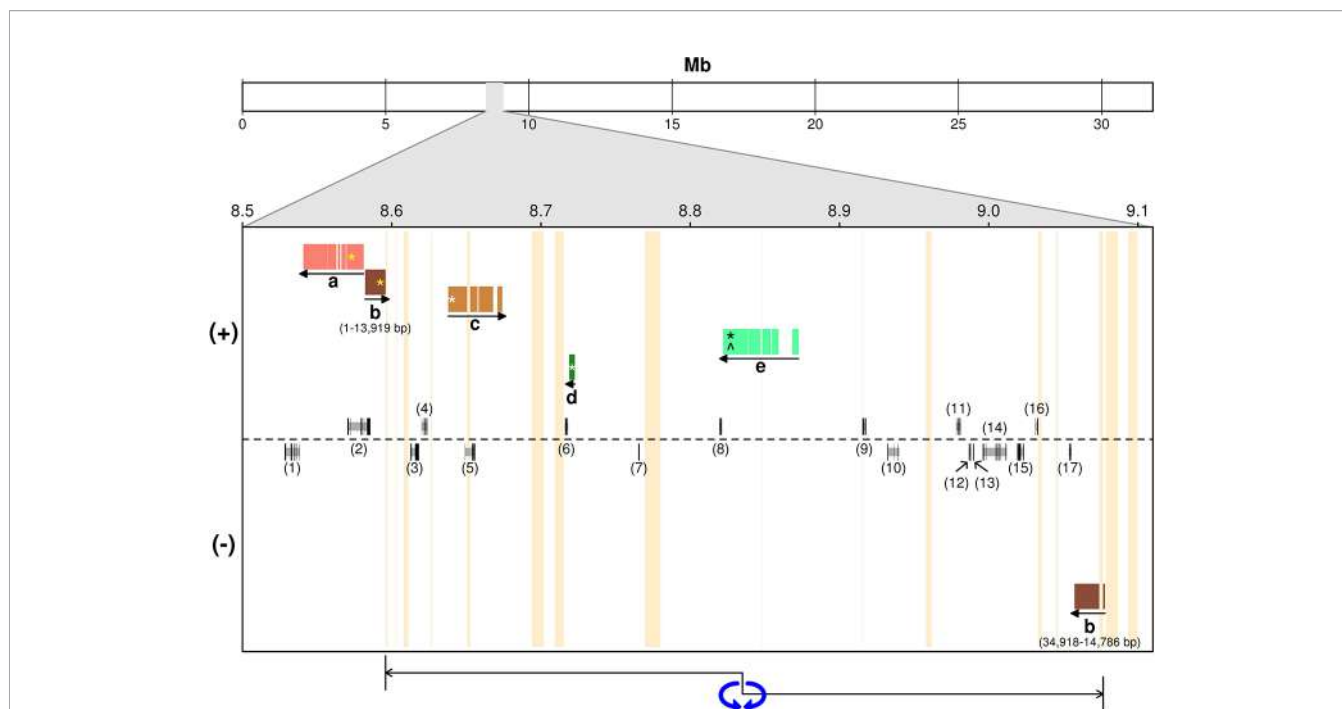 Mb
0 5 10 15 20 25 30
8.5 8.6 8.7 8.8 8.9 9.0 9.1
* a
* b
(1-13,919 bp)
* c
(+)
* ^ e
* d
(4) (11) (16)
(14)
(2) (6) (8) (9)
(1) (3) (5) (7) (10) (15) (17)
(12) (13)
(-)
b
(34,918-14,786 bp)